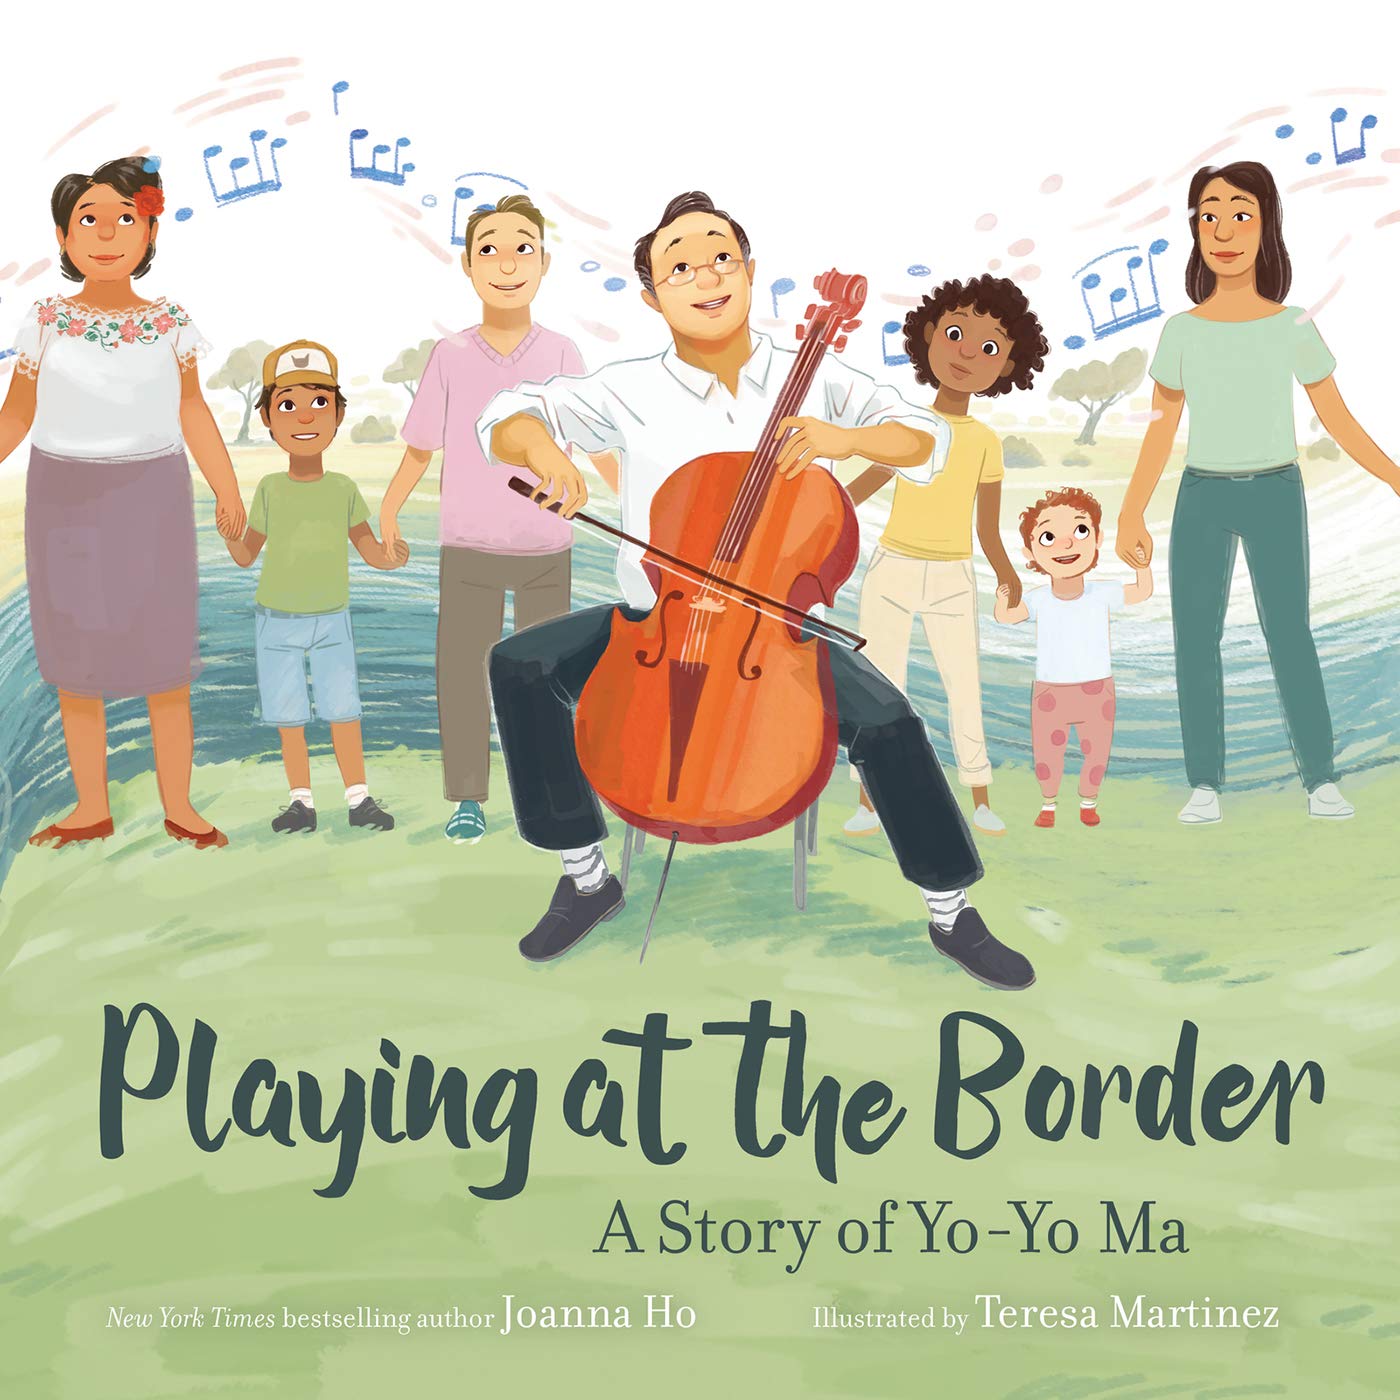 Playing at the Border
A Story of Yo-Yo Ma
New York Times bestselling author Joanna Ho Illustrated by Teresa Martinez